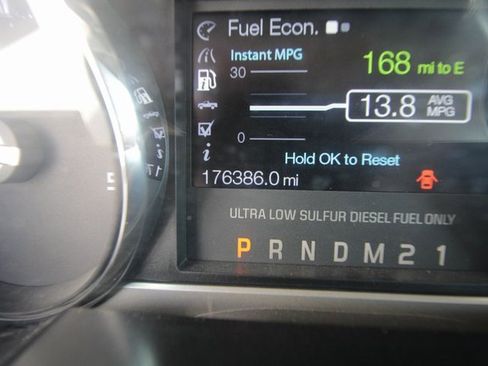 Fuel Econ.
Instant MPG
168 mi to E
30
13.8 AVG MPG
0
Hold OK to Reset
176386.0 mi
ULTRA LOW SULFUR DIESEL FUEL ONLY
P R N D M 2 1